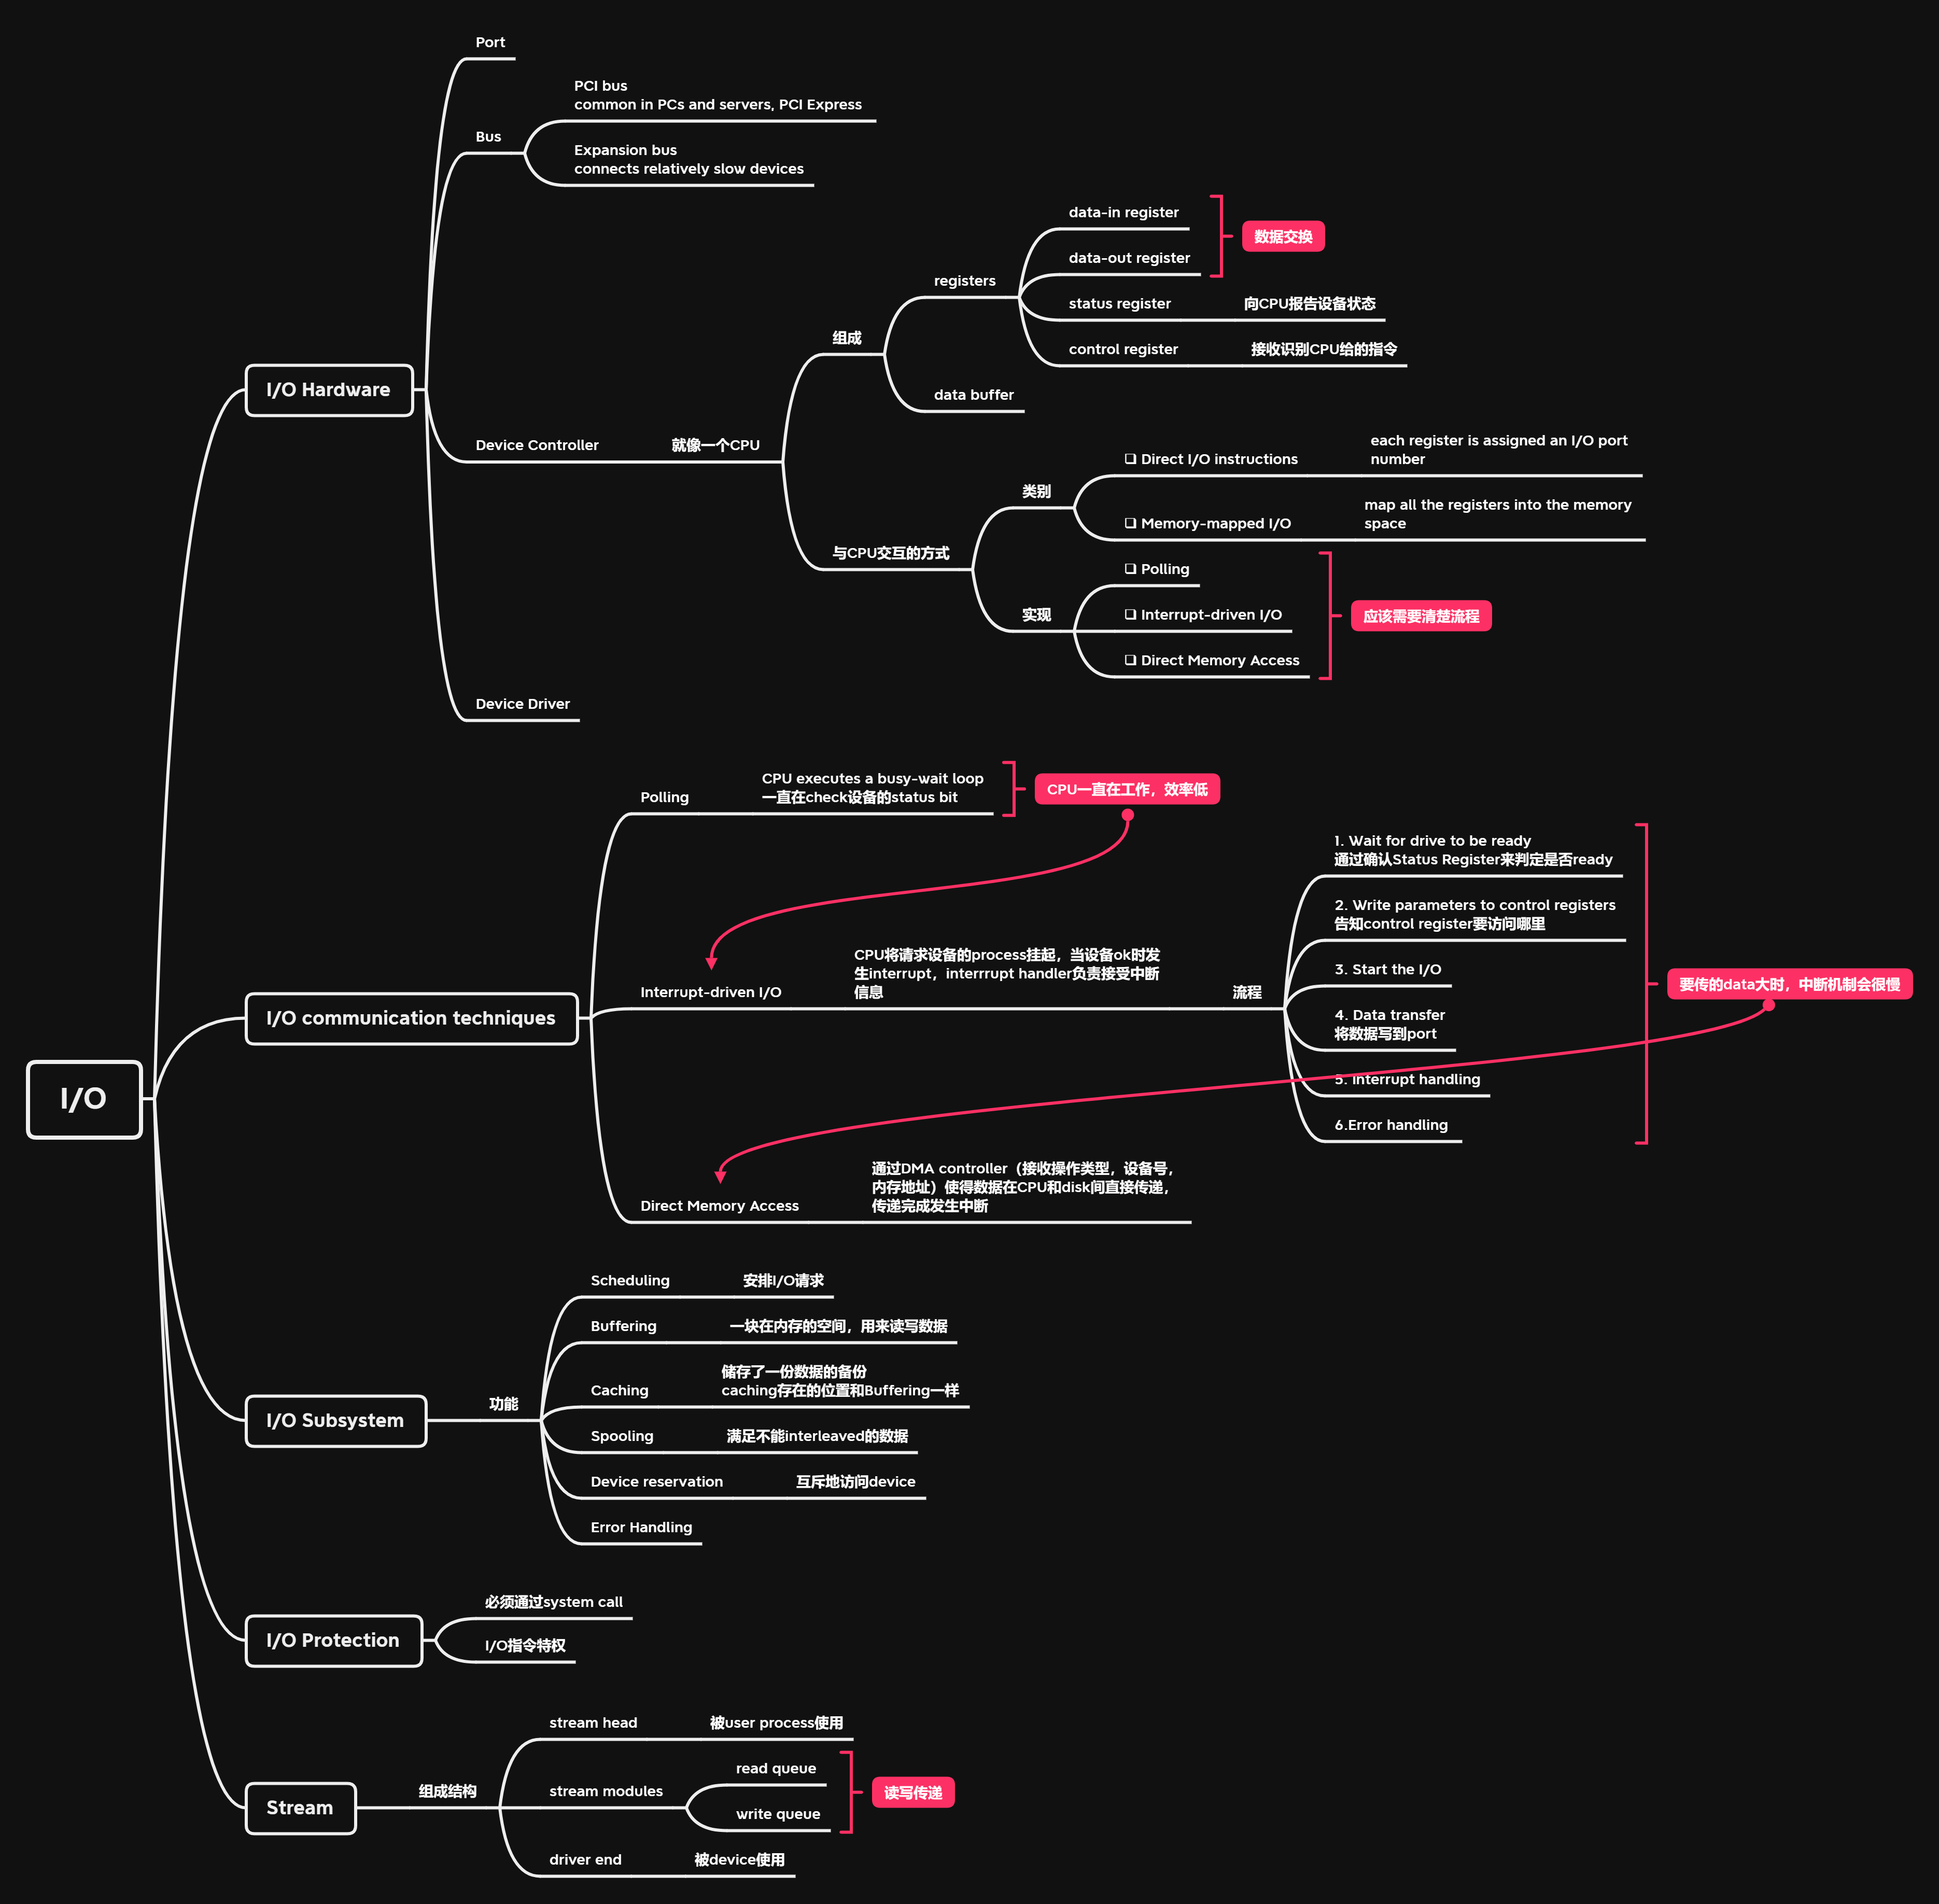 I/O
I/O Hardware
Port
Bus
PCI bus
common in PCs and servers, PCI Express
Expansion bus
connects relatively slow devices
Device Controller
就像一个CPU
组成
registers
data-in register
data-out register
数据交换
status register
向CPU报告设备状态
control register
接收识别CPU给的指令
data buffer
与CPU交互的方式
类别
❑ Direct I/O instructions
each register is assigned an I/O port
number
❑ Memory-mapped I/O
map all the registers into the memory
space
实现
❑ Polling
❑ Interrupt-driven I/O
❑ Direct Memory Access
应该需要清楚流程
Device Driver
I/O communication techniques
Polling
CPU executes a busy-wait loop
一直在check设备的status bit
CPU一直在工作，效率低
Interrupt-driven I/O
CPU将请求设备的process挂起，当设备ok时发
生interrupt，interrrupt handler负责接受中断
信息
流程
1. Wait for drive to be ready
通过确认Status Register来判定是否ready
2. Write parameters to control registers
告知control register要访问哪里
3. Start the I/O
4. Data transfer
将数据写到port
5. Interrupt handling
6.Error handling
要传的data大时，中断机制会很慢
Direct Memory Access
通过DMA controller（接收操作类型，设备号，
内存地址）使得数据在CPU和disk间直接传递，
传递完成发生中断
I/O Subsystem
功能
Scheduling
安排I/O请求
Buffering
一块在内存的空间，用来读写数据
Caching
储存了一份数据的备份
caching存在的位置和Buffering一样
Spooling
满足不能interleaved的数据
Device reservation
互斥地访问device
Error Handling
I/O Protection
必须通过system call
I/O指令特权
Stream
组成结构
stream head
被user process使用
stream modules
read queue
write queue
读写传递
driver end
被device使用